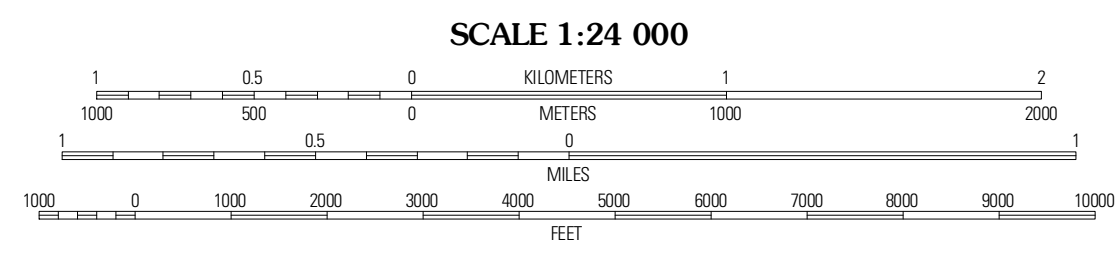 SCALE 1:24 000
1 0.5 0 KILOMETERS 1 2
1000 500 0 METERS 1000 2000
1 0.5 0 1
MILES
1000 0 1000 2000 3000 4000 5000 6000 7000 8000 9000 10000
FEET